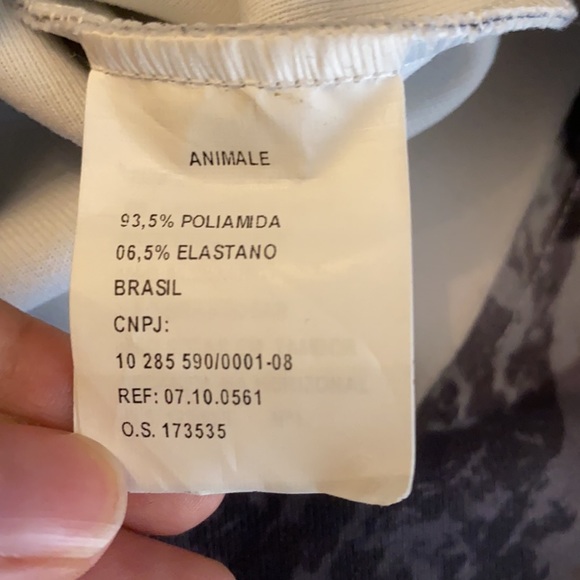 ANIMALE
93,5% POLIAMIDA
06,5% ELASTANO
BRASIL
CNPJ:
10 285 590/0001-08
REF: 07.10.0561
O.S. 173535